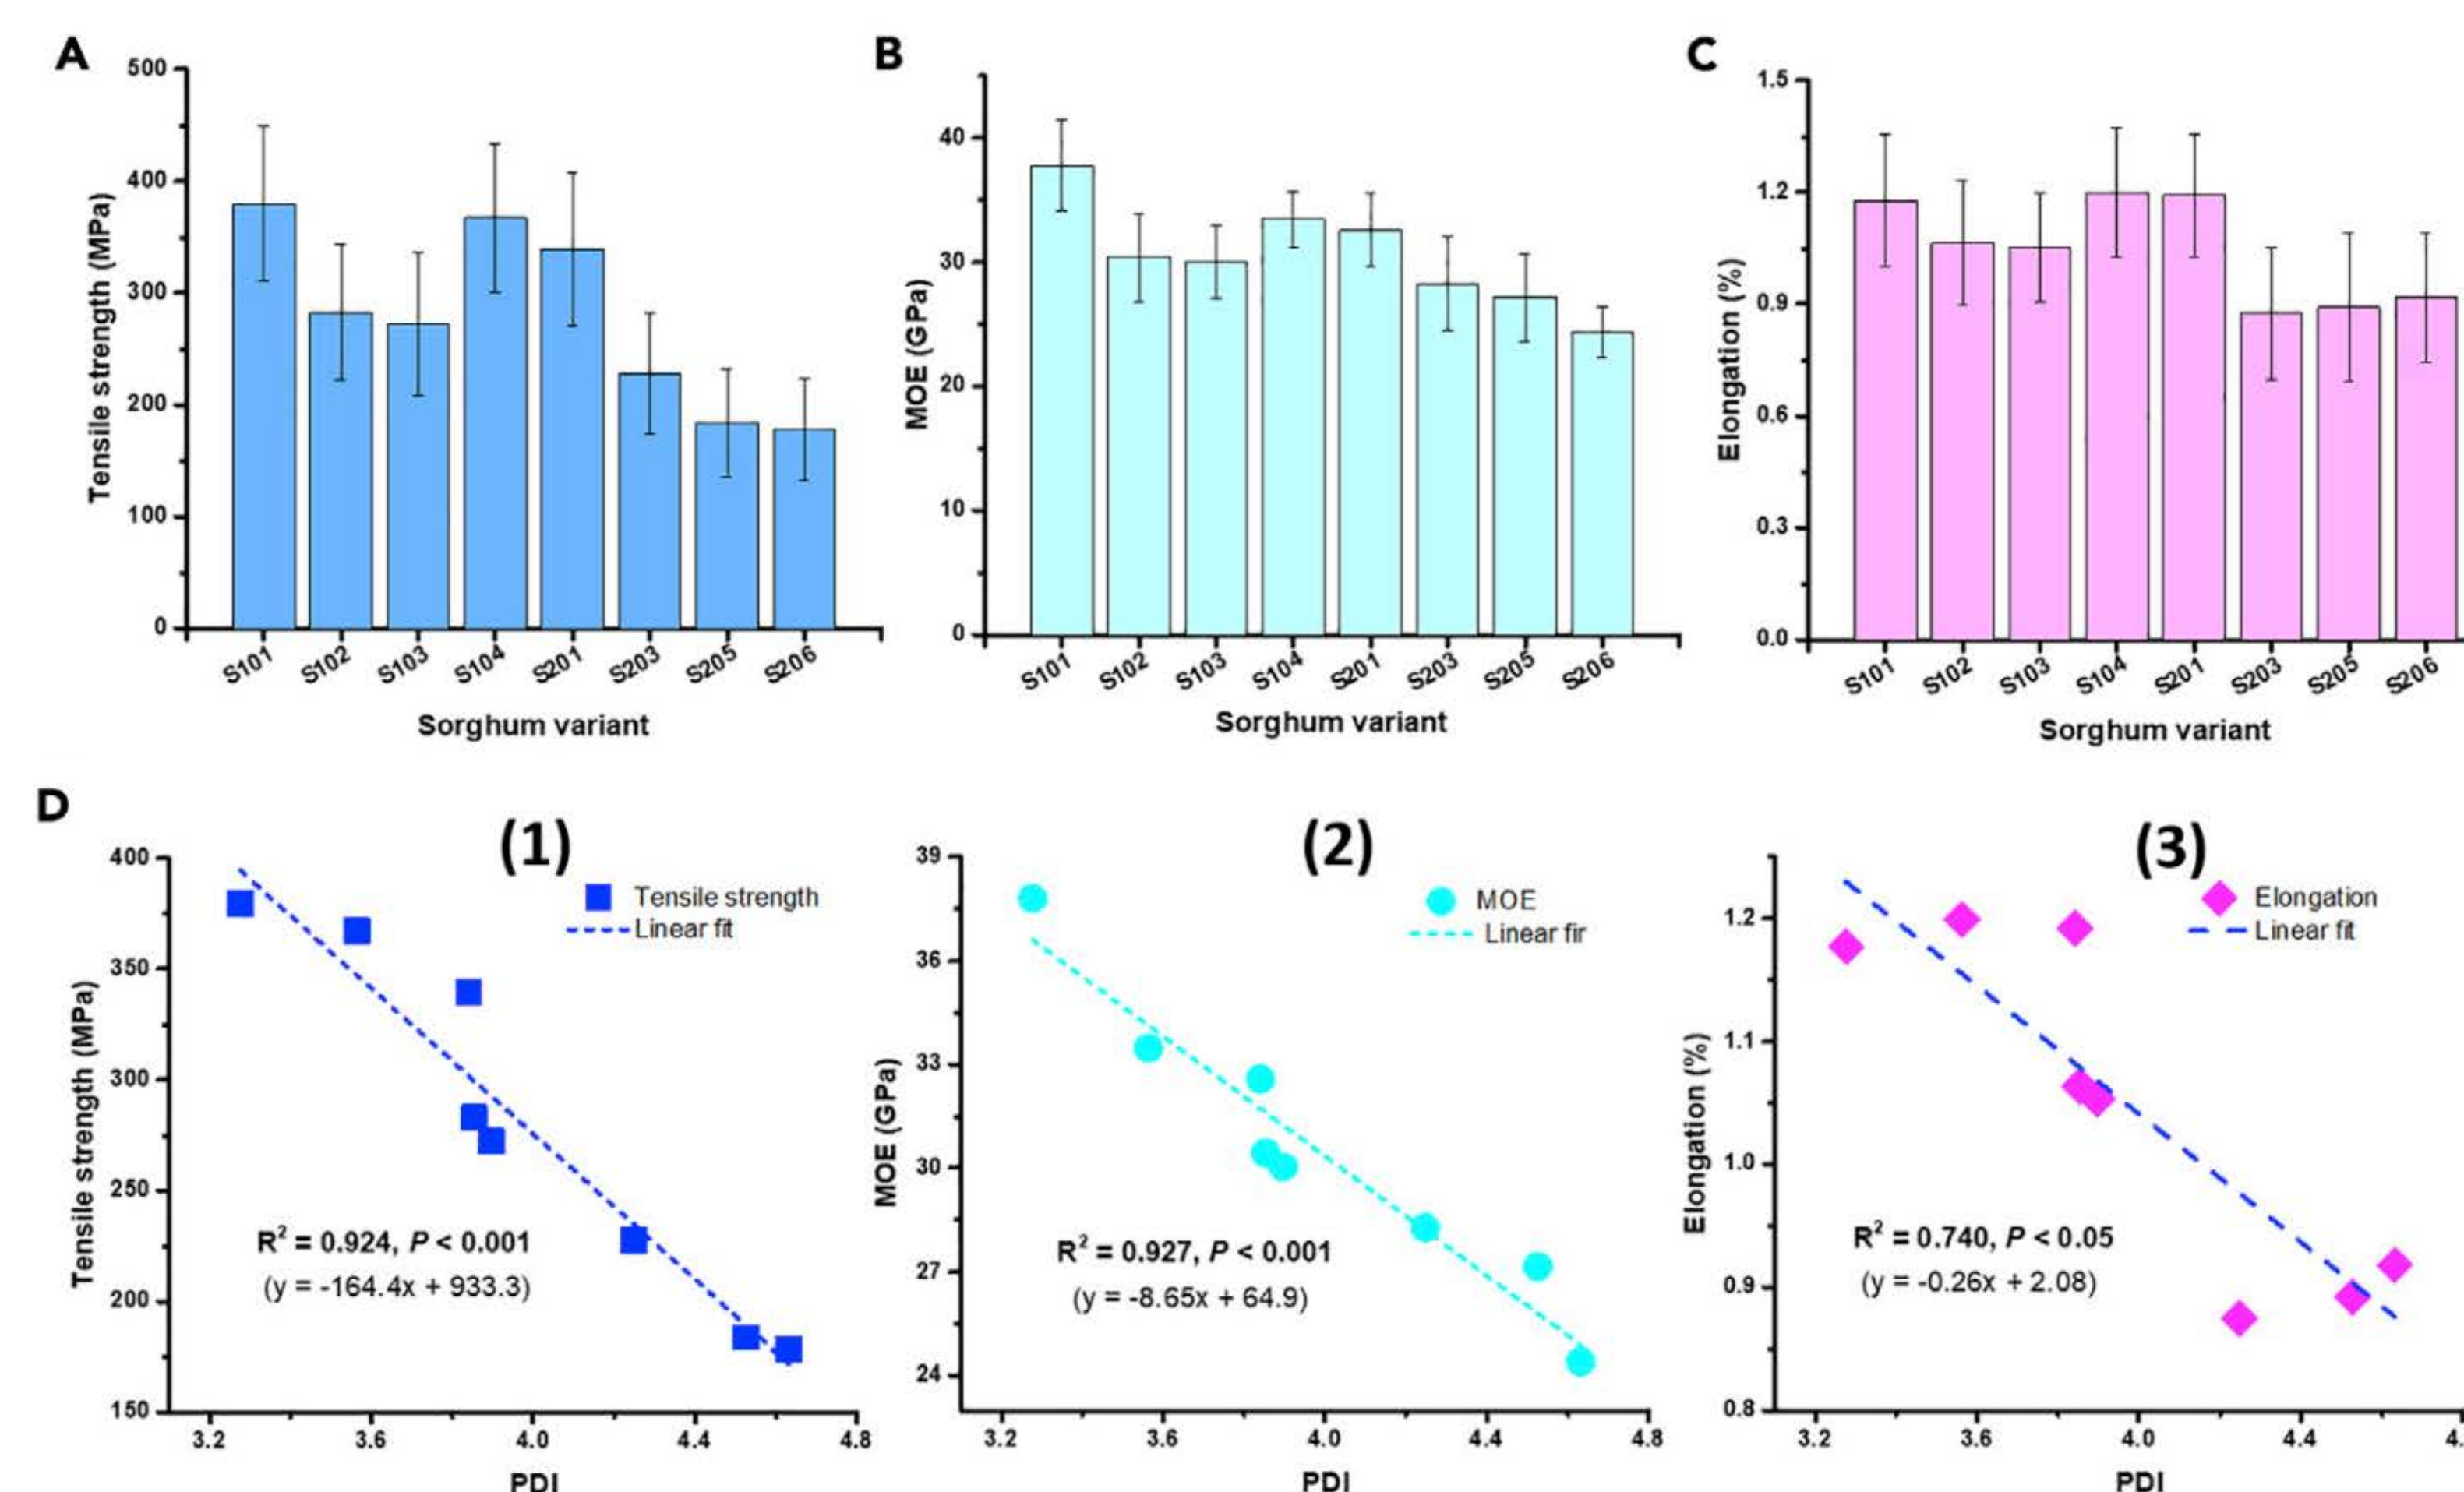 A
500
400
300
200
100
0
Tensile strength (MPa)
S101 S102 S103 S104 S201 S203 S205 S206
Sorghum variant
B
40
30
20
10
0
MOE (GPa)
S101 S102 S103 S104 S201 S203 S205 S206
Sorghum variant
C
1.5
1.2
0.9
0.6
0.3
0.0
Elongation (%)
S101 S102 S103 S104 S201 S203 S205 S206
Sorghum variant
D
(1)
400
350
300
250
200
150
Tensile strength (MPa)
Tensile strength
Linear fit
R² = 0.924, P < 0.001
(y = -164.4x + 933.3)
3.2 3.6 4.0 4.4 4.8
PDI
(2)
39
36
33
30
27
24
MOE (GPa)
MOE
Linear fir
R² = 0.927, P < 0.001
(y = -8.65x + 64.9)
3.2 3.6 4.0 4.4 4.8
PDI
(3)
1.2
1.1
1.0
0.9
0.8
Elongation (%)
Elongation
Linear fit
R² = 0.740, P < 0.05
(y = -0.26x + 2.08)
3.2 3.6 4.0 4.4 4.
PDI